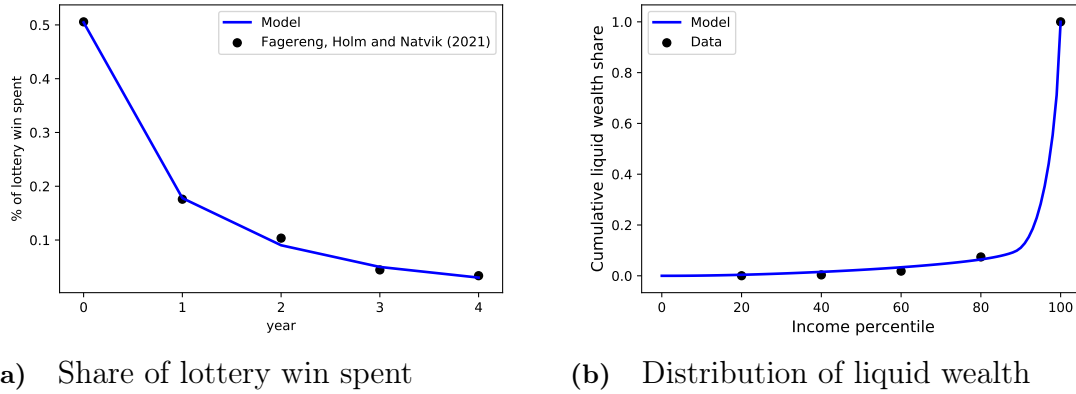 0.5
0.4
0.3
0.2
0.1
% of lottery win spent
Model
Fagereng, Holm and Natvik (2021)
0 1 2 3 4
year
1.0
0.8
0.6
0.4
0.2
0.0
Cumulative liquid wealth share
Model
Data
0 20 40 60 80 100
Income percentile
a) Share of lottery win spent
(b) Distribution of liquid wealth